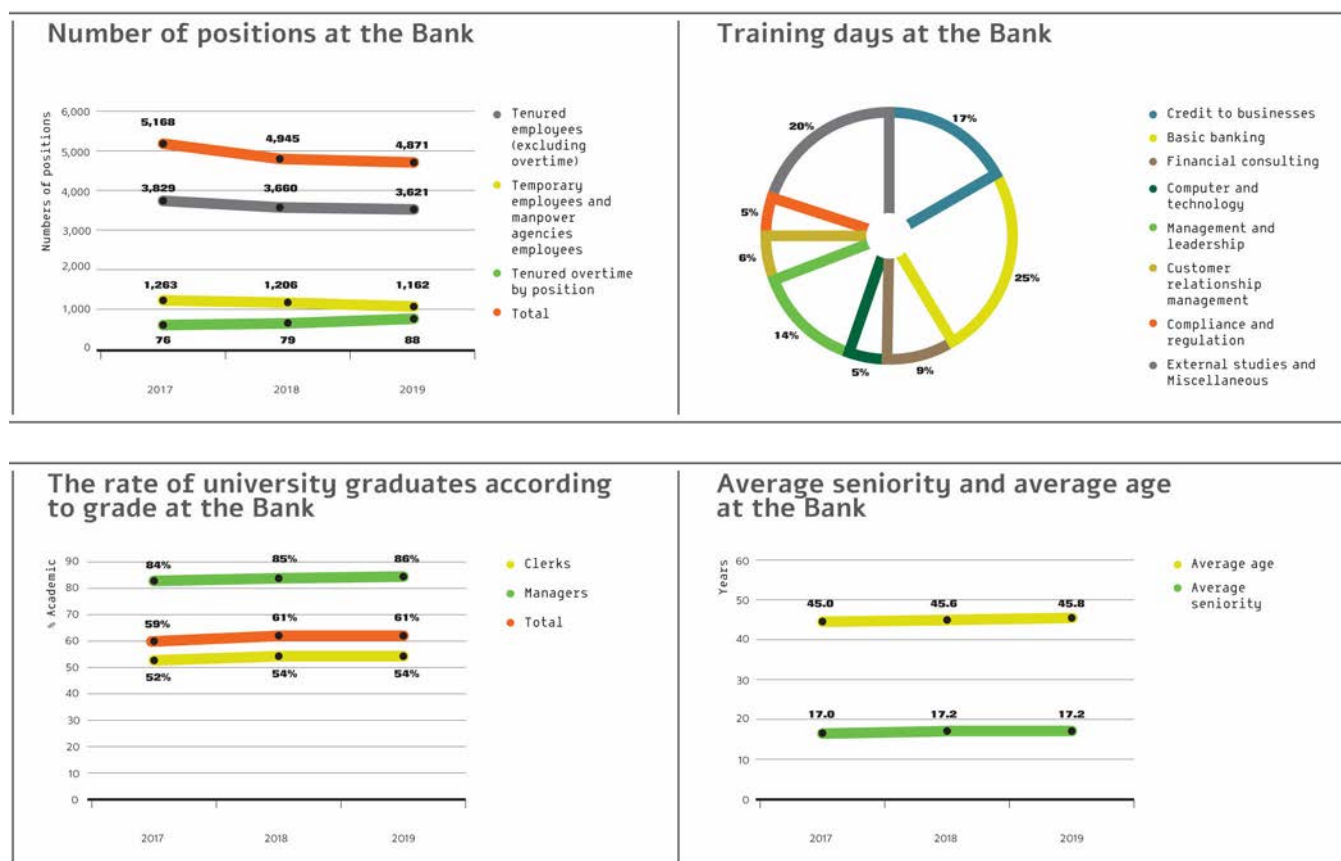 Number of positions at the Bank
6,000
5,000
4,000
3,000
2,000
1,000
0
Numbers of positions
5,168
4,945
4,871
3,829
3,660
3,621
1,263
1,206
1,162
76
79
88
2017
2018
2019
Tenured
employees
(excluding
overtime)
Temporary
employees and
manpower
agencies
employees
Tenured overtime
by position
Total
Training days at the Bank
20%
17%
5%
6%
25%
14%
5%
9%
Credit to businesses
Basic banking
Financial consulting
Computer and
technology
Management and
leadership
Customer
relationship
management
Compliance and
regulation
External studies and
Miscellaneous
The rate of university graduates according
to grade at the Bank
% Academic
90
80
70
60
50
40
30
20
10
0
84%
85%
86%
59%
61%
61%
52%
54%
54%
2017
2018
2019
Clerks
Managers
Total
Average seniority and average age
at the Bank
Years
60
50
40
30
20
10
0
45.0
45.6
45.8
17.0
17.2
17.2
2017
2018
2019
Average age
Average
seniority